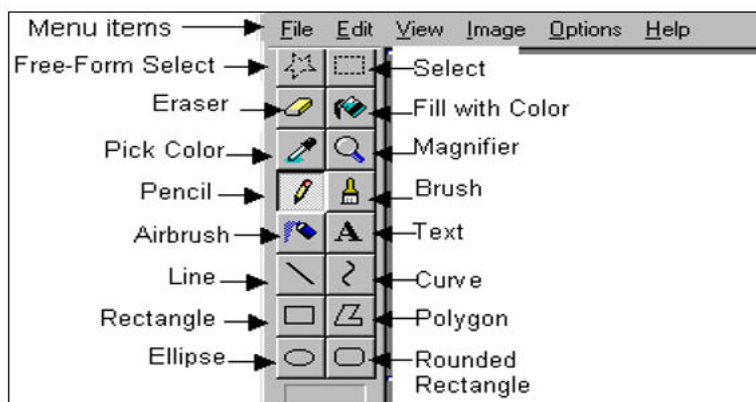 Menu items File Edit View Image Options Help
Free-Form Select Select
Eraser Fill with Color
Pick Color Magnifier
Pencil Brush
Airbrush A Text
Line Curve
Rectangle Polygon
Ellipse Rounded
Rectangle